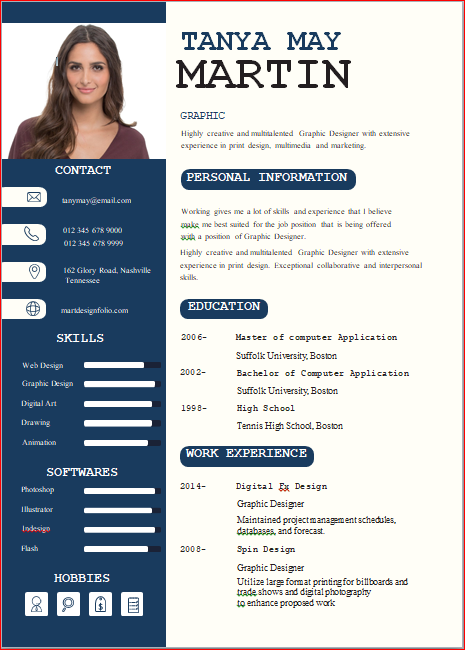 TANYA MAY
MARTIN
GRAPHIC
Highly creative and multitalented Graphic Designer with extensive
experience in print design, multimedia and marketing.
CONTACT
tanymay@email.com
012 345 678 9000
012 345 678 9999
162 Glory Road, Nashville
Tennessee
martdesignfolio.com
SKILLS
Web Design
Graphic Design
Digital Art
Drawing
Animation
SOFTWARES
Photoshop
Illustrator
Indesign
Flash
HOBBIES
PERSONAL INFORMATION
Working gives me a lot of skills and experience that I believe
make me best suited for the job position that is being offered
with a position of Graphic Designer.
Highly creative and multitalented Graphic Designer with extensive
experience in print design. Exceptional collaborative and interpersonal
skills.
EDUCATION
2006- Master of computer Application
Suffolk University, Boston
2002- Bachelor of Computer Application
Suffolk University, Boston
1998- High School
Tennis High School, Boston
WORK EXPERIENCE
2014- Digital Fx Design
Graphic Designer
Maintained project management schedules,
databases, and forecast.
2008- Spin Design
Graphic Designer
Utilize large format printing for billboards and
trade shows and digital photography
to enhance proposed work